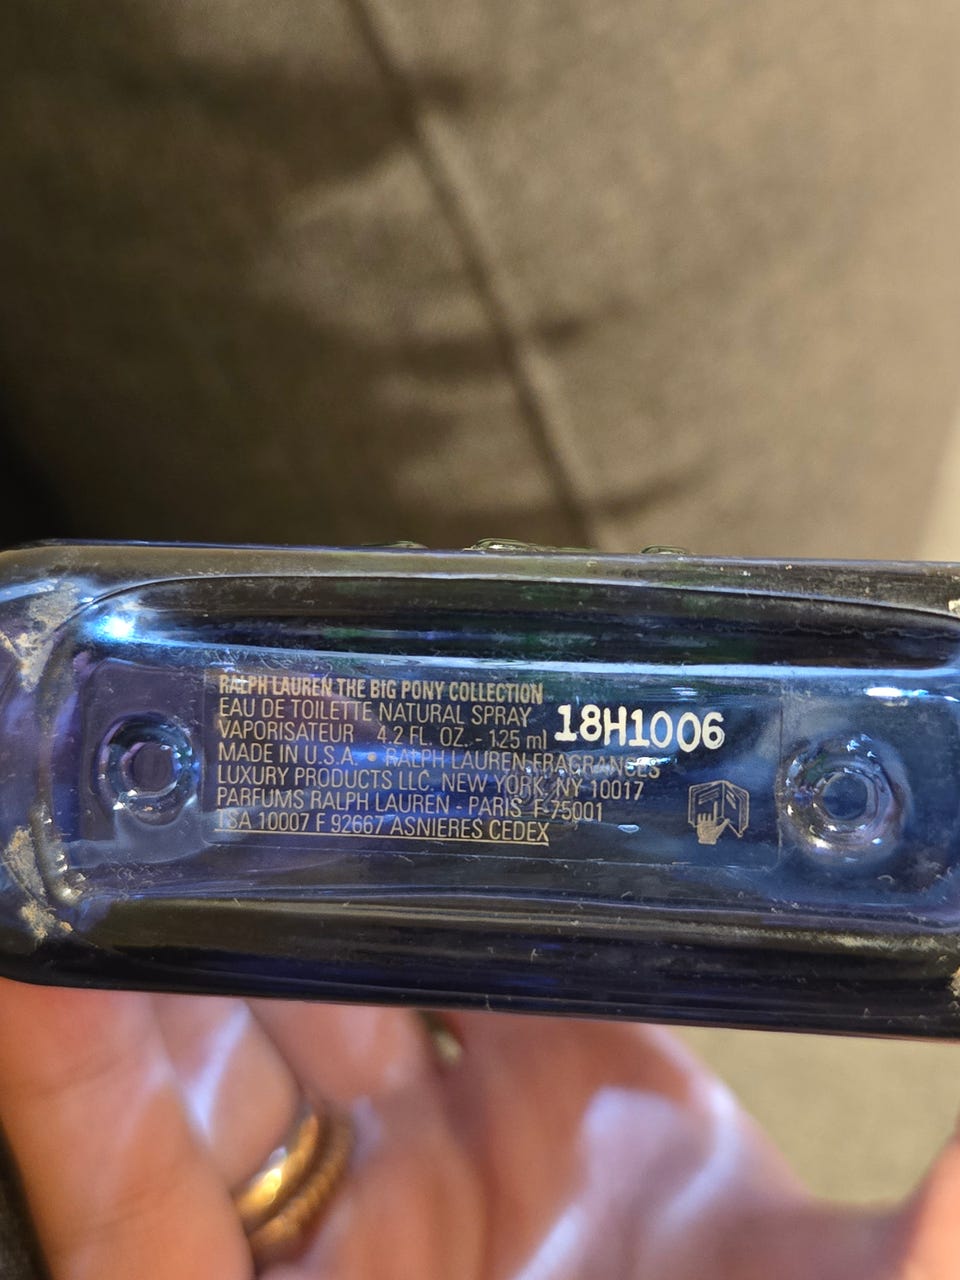 RALPH LAUREN THE BIG PONY COLLECTION
EAU DE TOILETTE NATURAL SPRAY
VAPORISATEUR 4.2 FL. OZ. - 125 ml
18H1006
MADE IN U.S.A. • RALPH LAUREN FRAGRANCES
LUXURY PRODUCTS LLC. NEW YORK, NY 10017
PARFUMS RALPH LAUREN - PARIS F-75001
TSA 10007 F 92667 ASNIERES CEDEX